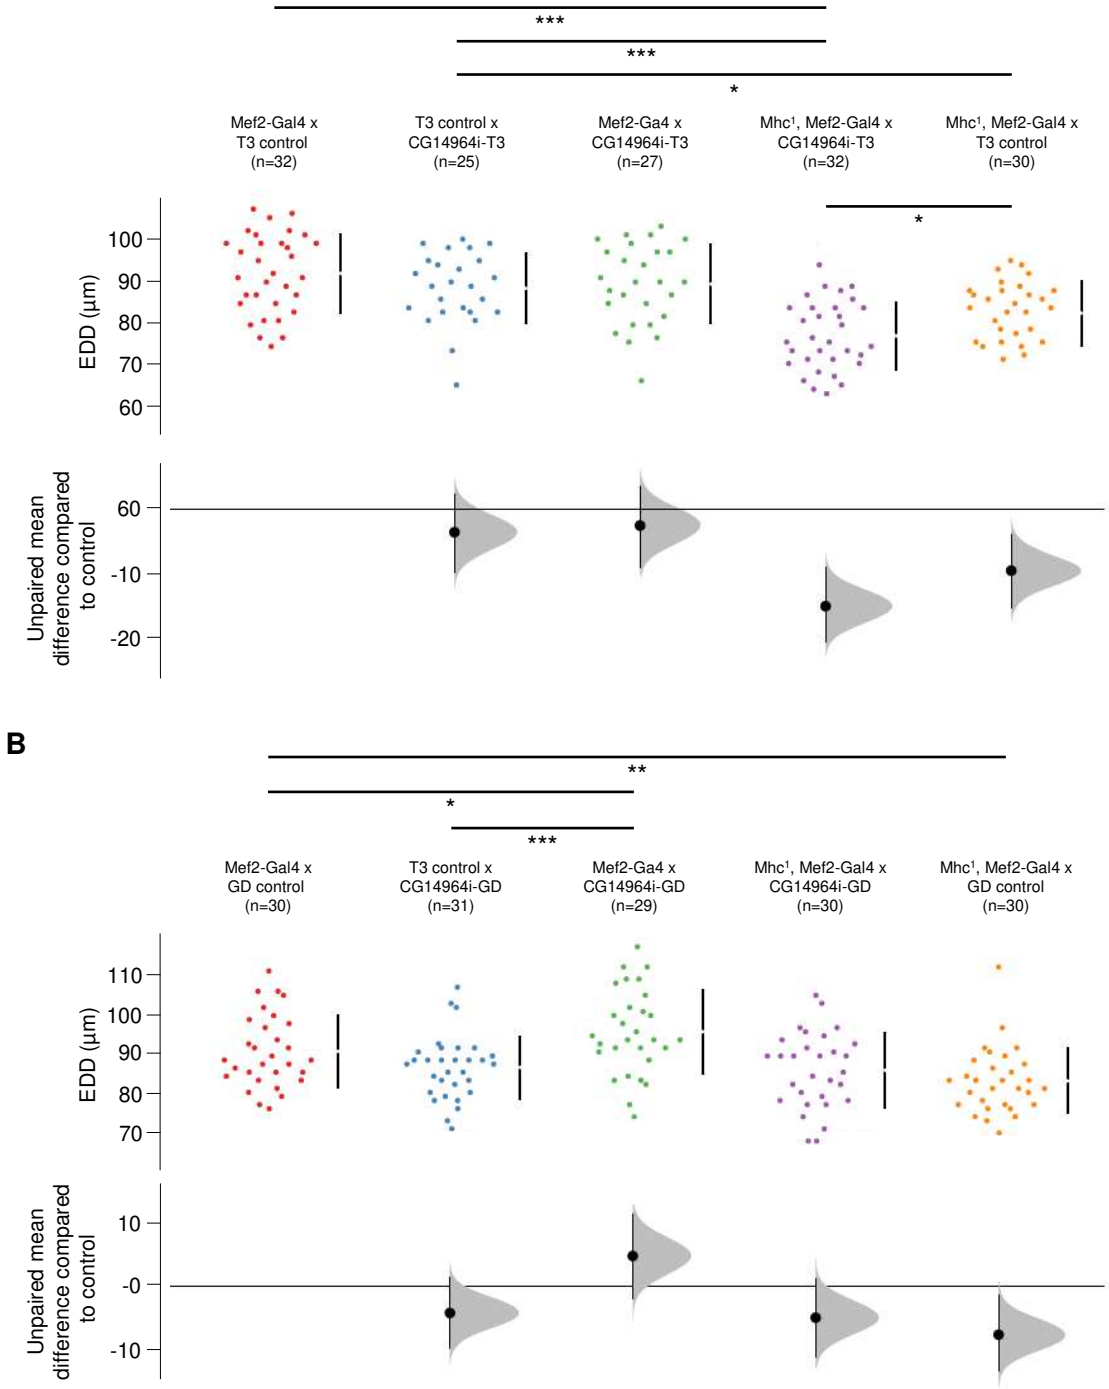 ***
***
*
Mef2-Gal4 x
T3 control
(n=32)
T3 control x
CG14964i-T3
(n=25)
Mef2-Ga4 x
CG14964i-T3
(n=27)
Mhc¹, Mef2-Gal4 x
CG14964i-T3
(n=32)
Mhc¹, Mef2-Gal4 x
T3 control
(n=30)
*
EDD (µm)
100
90
80
70
60
Unpaired mean
difference compared
to control
60
-10
-20
B
**
*
***
Mef2-Gal4 x
GD control
(n=30)
T3 control x
CG14964i-GD
(n=31)
Mef2-Ga4 x
CG14964i-GD
(n=29)
Mhc¹, Mef2-Gal4 x
CG14964i-GD
(n=30)
Mhc¹, Mef2-Gal4 x
GD control
(n=30)
EDD (µm)
110
100
90
80
70
Unpaired mean
difference compared
to control
10
-0
-10